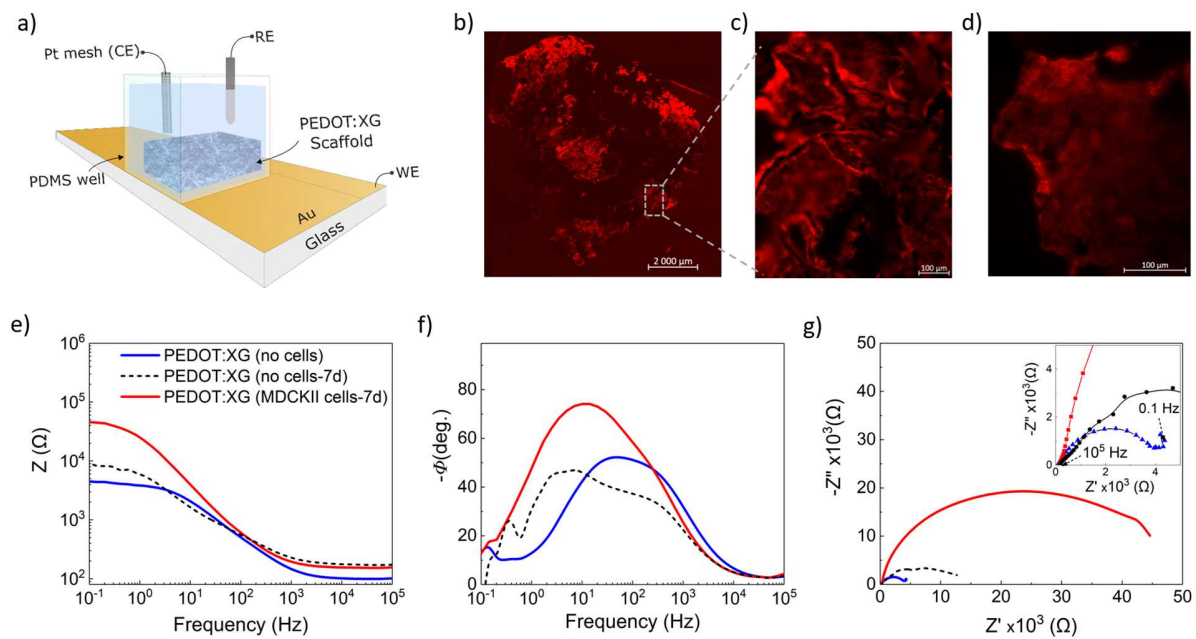 a)
Pt mesh (CE)
RE
PEDOT:XG
Scaffold
PDMS well
WE
Au
Glass
b)
2 000 µm
c)
100 µm
d)
100 µm
e)
10⁶
10⁵
10⁴
10³
10²
Z (Ω)
PEDOT:XG (no cells)
PEDOT:XG (no cells-7d)
PEDOT:XG (MDCKII cells-7d)
10⁻¹ 10⁰ 10¹ 10² 10³ 10⁴ 10⁵
Frequency (Hz)
f)
80
60
40
20
0
-Φ(deg.)
10⁻¹ 10⁰ 10¹ 10² 10³ 10⁴ 10⁵
Frequency (Hz)
g)
50
40
30
20
10
0
-Z'' x10³(Ω)
0 10 20 30 40 50
Z' x10³ (Ω)
4
2
0
-Z'' x10³(Ω)
0.1 Hz
10⁵ Hz
0 2 4
Z' x10³ (Ω)